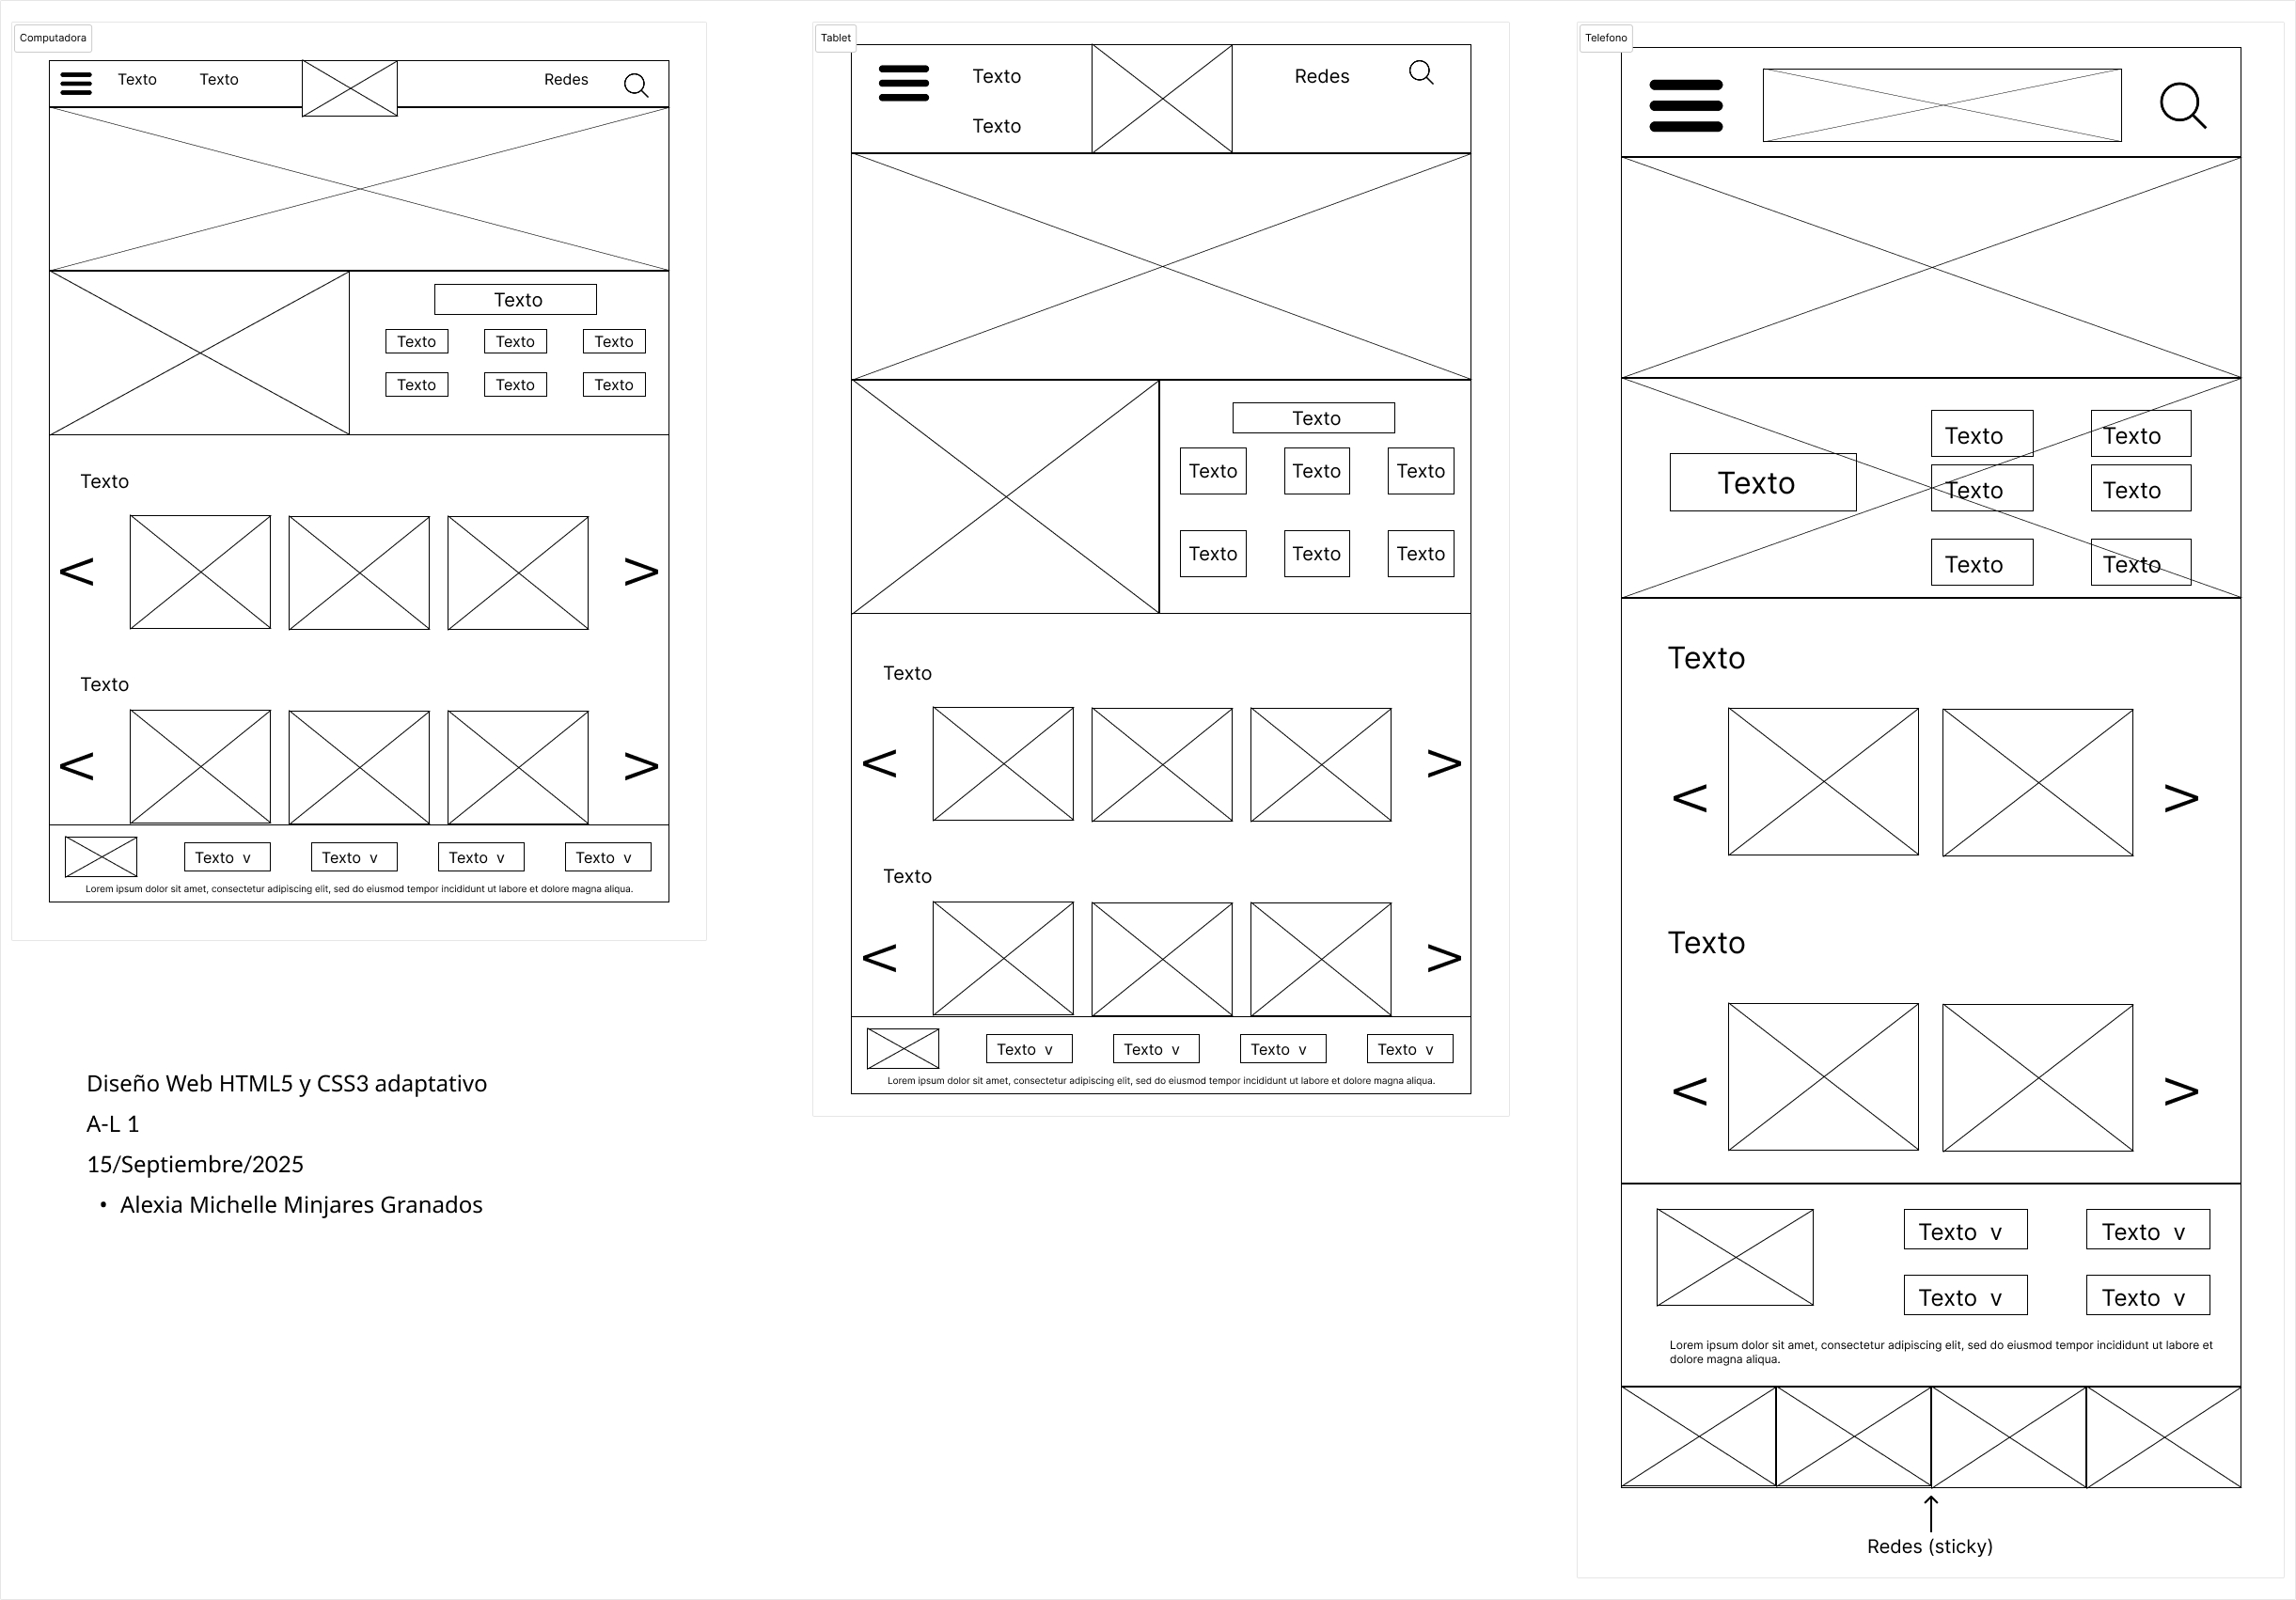 Computadora
Texto Texto Redes
Texto
Texto Texto Texto
Texto Texto Texto
Texto
< >
Texto
< >
Texto v Texto v Texto v Texto v
Lorem ipsum dolor sit amet, consectetur adipiscing elit, sed do eiusmod tempor incididunt ut labore et dolore magna aliqua.
Diseño Web HTML5 y CSS3 adaptativo
A-L 1
15/Septiembre/2025
• Alexia Michelle Minjares Granados
Tablet
Texto Redes
Texto
Texto
Texto Texto Texto
Texto Texto Texto
Texto
< >
Texto
< >
Texto v Texto v Texto v Texto v
Lorem ipsum dolor sit amet, consectetur adipiscing elit, sed do eiusmod tempor incididunt ut labore et dolore magna aliqua.
Telefono
Texto Texto
Texto
Texto Texto
Texto Texto
Texto
< >
Texto
< >
Texto v Texto v
Texto v Texto v
Lorem ipsum dolor sit amet, consectetur adipiscing elit, sed do eiusmod tempor incididunt ut labore et
dolore magna aliqua.
Redes (sticky)